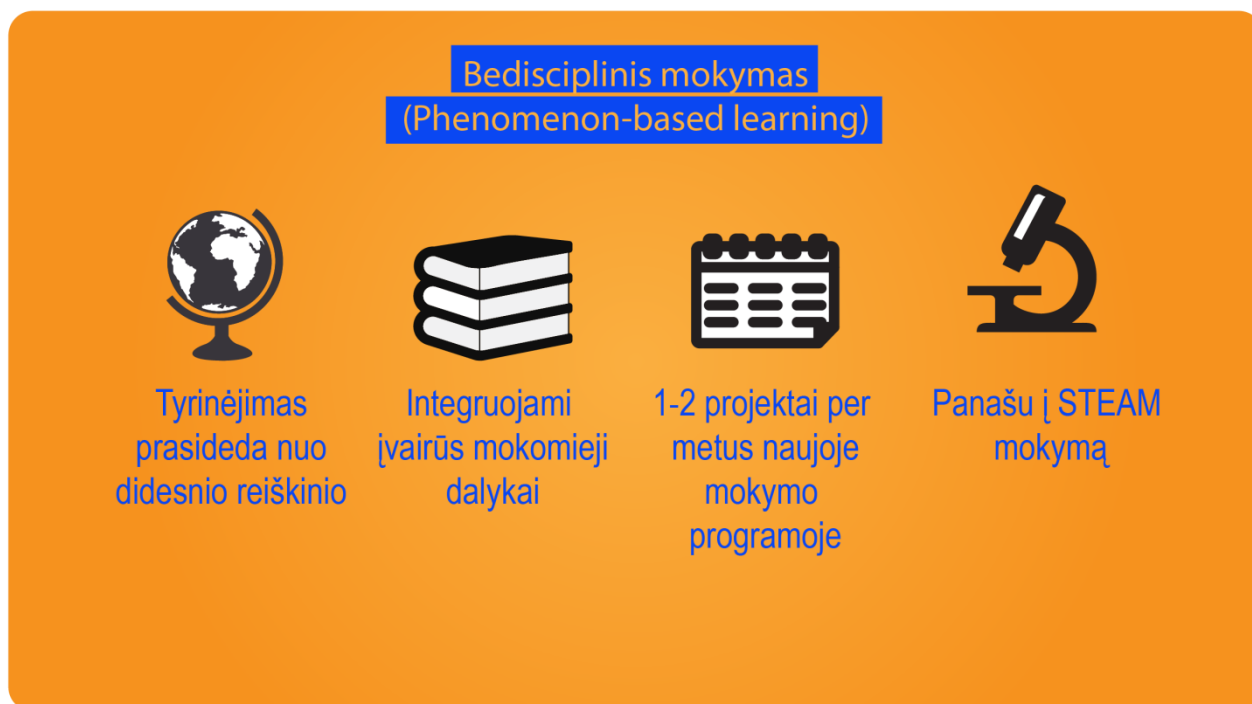 Bedisciplinis mokymas
(Phenomenon-based learning)
Tyrinėjimas
prasideda nuo
didesnio reiškinio
Integruojami
įvairūs mokomieji
dalykai
1-2 projektai per
metus naujoje
mokymo
programoje
Panašu į STEAM
mokymą